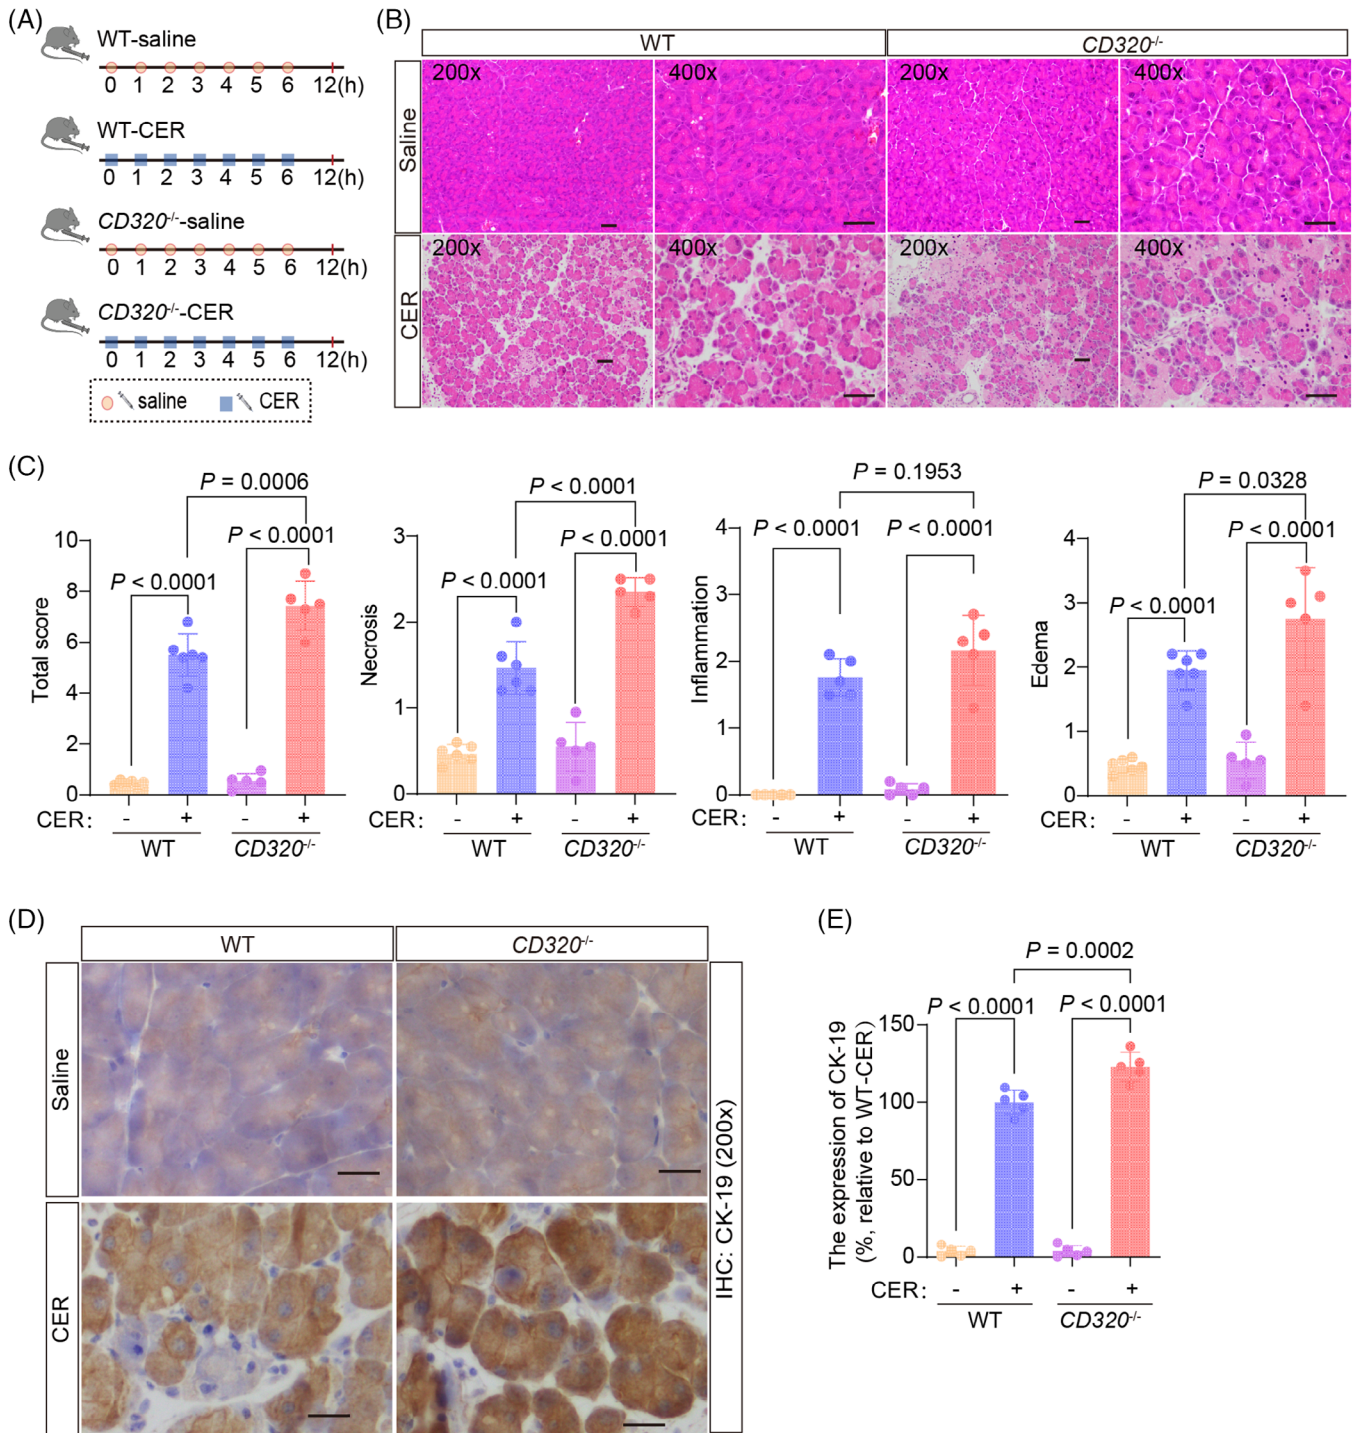 (A)
WT-saline
0 1 2 3 4 5 6 12(h)
WT-CER
0 1 2 3 4 5 6 12(h)
CD320-/--saline
0 1 2 3 4 5 6 12(h)
CD320-/--CER
0 1 2 3 4 5 6 12(h)
saline CER
(B)
WT CD320-/-
Saline 200x 400x 200x 400x
CER 200x 400x 200x 400x
(C)
P = 0.0006
P < 0.0001
P < 0.0001
Total score
10
8
6
4
2
0
CER: - + - +
WT CD320-/-
P < 0.0001
P < 0.0001
P < 0.0001
Necrosis
3
2
1
0
CER: - + - +
WT CD320-/-
P = 0.1953
P < 0.0001 P < 0.0001
Inflammation
4
3
2
1
0
CER: - + - +
WT CD320-/-
P = 0.0328
P < 0.0001
P < 0.0001
Edema
4
3
2
1
0
CER: - + - +
WT CD320-/-
(D)
WT CD320-/-
Saline
CER
IHC: CK-19 (200x)
(E)
P = 0.0002
P < 0.0001 P < 0.0001
The expression of CK-19
(%, relative to WT-CER)
150
100
50
0
CER: - + - +
WT CD320-/-